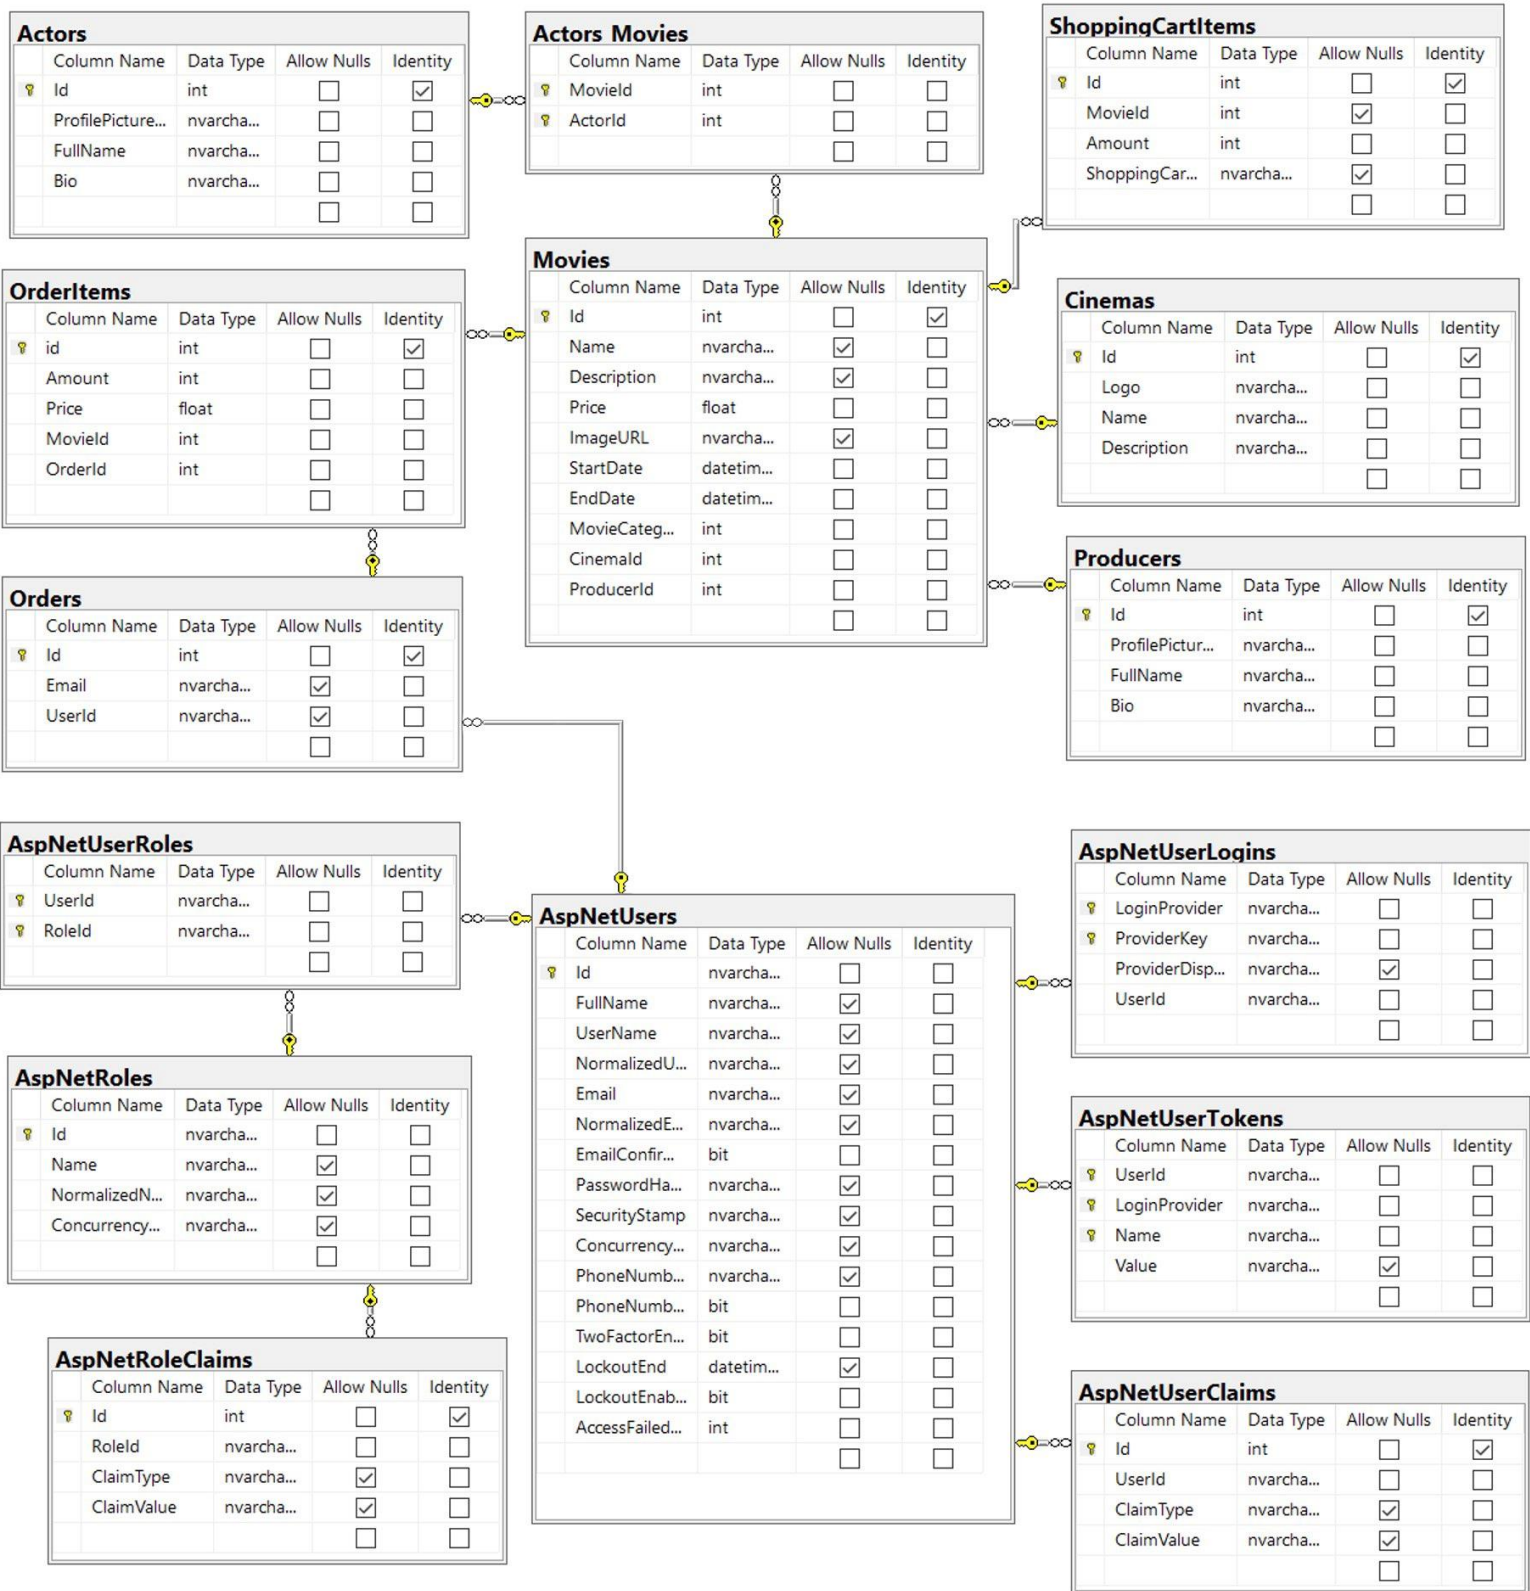 Actors
Column Name Data Type Allow Nulls Identity
Id int
ProfilePicture... nvarcha...
FullName nvarcha...
Bio nvarcha...
Actors_Movies
Column Name Data Type Allow Nulls Identity
MovieId int
ActorId int
ShoppingCartItems
Column Name Data Type Allow Nulls Identity
Id int
MovieId int
Amount int
ShoppingCar... nvarcha...
OrderItems
Column Name Data Type Allow Nulls Identity
id int
Amount int
Price float
MovieId int
OrderId int
Movies
Column Name Data Type Allow Nulls Identity
Id int
Name nvarcha...
Description nvarcha...
Price float
ImageURL nvarcha...
StartDate datetim...
EndDate datetim...
MovieCateg... int
CinemaId int
ProducerId int
Cinemas
Column Name Data Type Allow Nulls Identity
Id int
Logo nvarcha...
Name nvarcha...
Description nvarcha...
Orders
Column Name Data Type Allow Nulls Identity
Id int
Email nvarcha...
UserId nvarcha...
Producers
Column Name Data Type Allow Nulls Identity
Id int
ProfilePictur... nvarcha...
FullName nvarcha...
Bio nvarcha...
AspNetUserRoles
Column Name Data Type Allow Nulls Identity
UserId nvarcha...
RoleId nvarcha...
AspNetUsers
Column Name Data Type Allow Nulls Identity
Id nvarcha...
FullName nvarcha...
UserName nvarcha...
NormalizedU... nvarcha...
Email nvarcha...
NormalizedE... nvarcha...
EmailConfir... bit
PasswordHa... nvarcha...
SecurityStamp nvarcha...
Concurrency... nvarcha...
PhoneNumb... nvarcha...
PhoneNumb... bit
TwoFactorEn... bit
LockoutEnd datetim...
LockoutEnab... bit
AccessFailed... int
AspNetUserLogins
Column Name Data Type Allow Nulls Identity
LoginProvider nvarcha...
ProviderKey nvarcha...
ProviderDisp... nvarcha...
UserId nvarcha...
AspNetRoles
Column Name Data Type Allow Nulls Identity
Id nvarcha...
Name nvarcha...
NormalizedN... nvarcha...
Concurrency... nvarcha...
AspNetUserTokens
Column Name Data Type Allow Nulls Identity
UserId nvarcha...
LoginProvider nvarcha...
Name nvarcha...
Value nvarcha...
AspNetRoleClaims
Column Name Data Type Allow Nulls Identity
Id int
RoleId nvarcha...
ClaimType nvarcha...
ClaimValue nvarcha...
AspNetUserClaims
Column Name Data Type Allow Nulls Identity
Id int
UserId nvarcha...
ClaimType nvarcha...
ClaimValue nvarcha...